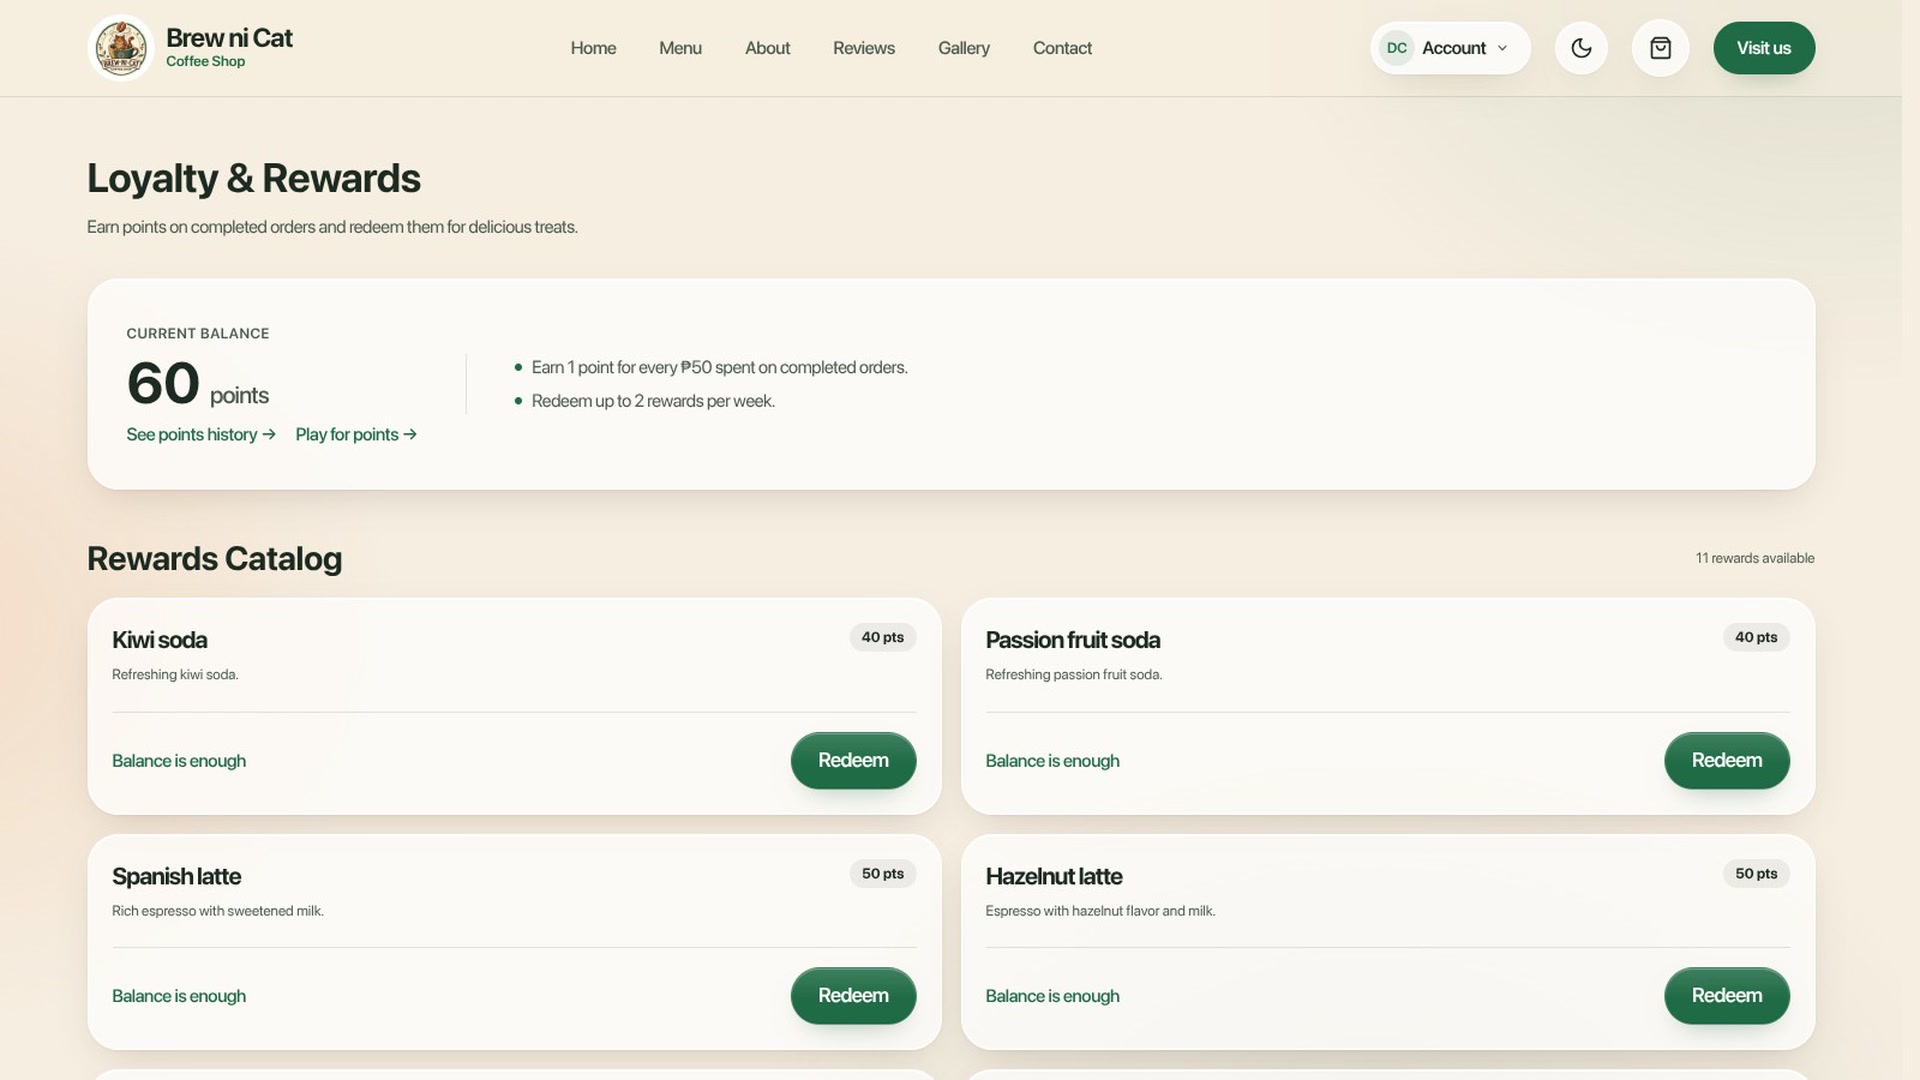 BREW NI CAT
Brew ni Cat
Coffee Shop
Home
Menu
About
Reviews
Gallery
Contact
DC
Account
Visit us
Loyalty & Rewards
Earn points on completed orders and redeem them for delicious treats.
CURRENT BALANCE
60 points
See points history →
Play for points →
Earn 1 point for every ₱50 spent on completed orders.
Redeem up to 2 rewards per week.
Rewards Catalog
11 rewards available
Kiwi soda
40 pts
Refreshing kiwi soda.
Balance is enough
Redeem
Passion fruit soda
40 pts
Refreshing passion fruit soda.
Balance is enough
Redeem
Spanish latte
50 pts
Rich espresso with sweetened milk.
Balance is enough
Redeem
Hazelnut latte
50 pts
Espresso with hazelnut flavor and milk.
Balance is enough
Redeem